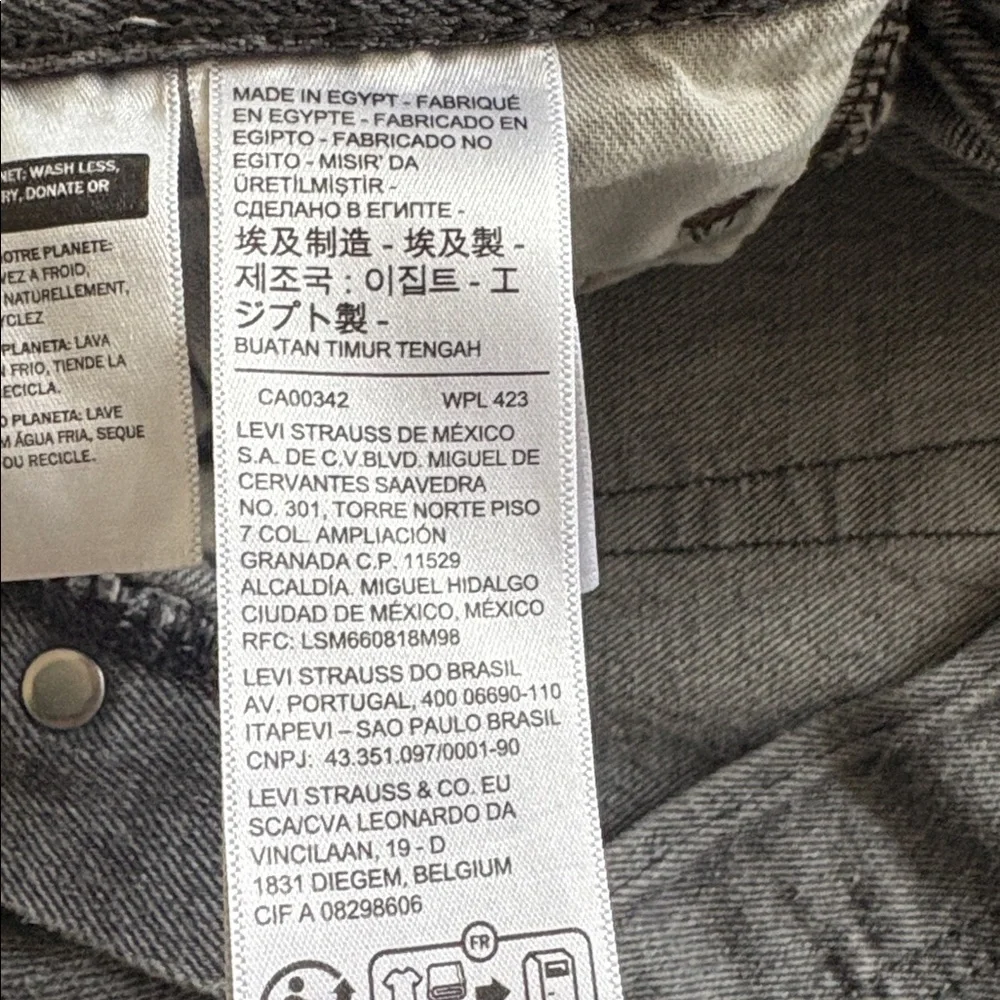 NET: WASH LESS,
RY, DONATE OR
OTRE PLANETE:
VEZ A FROID,
NATURELLEMENT,
YCLEZ
PLANETA: LAVA
N FRIO, TIENDE LA
ECICLA.
O PLANETA: LAVE
M ÁGUA FRIA, SEQUE
OU RECICLE.
MADE IN EGYPT - FABRIQUÉ
EN EGYPTE - FABRICADO EN
EGIPTO - FABRICADO NO
EGITO - MISIR' DA
ÜRETİLMİŞTİR -
СДЕЛАНО В ЕГИПТЕ -
埃及制造 - 埃及製 -
제조국 : 이집트 - エ
ジプト製 -
BUATAN TIMUR TENGAH
CA00342 WPL 423
LEVI STRAUSS DE MÉXICO
S.A. DE C.V.BLVD. MIGUEL DE
CERVANTES SAAVEDRA
NO. 301, TORRE NORTE PISO
7 COL. AMPLIACIÓN
GRANADA C.P. 11529
ALCALDÍA. MIGUEL HIDALGO
CIUDAD DE MÉXICO. MÉXICO
RFC: LSM660818M98
LEVI STRAUSS DO BRASIL
AV. PORTUGAL, 400 06690-110
ITAPEVI – SAO PAULO BRASIL
CNPJ: 43.351.097/0001-90
LEVI STRAUSS & CO. EU
SCA/CVA LEONARDO DA
VINCILAAN, 19 - D
1831 DIEGEM, BELGIUM
CIF A 08298606
FR